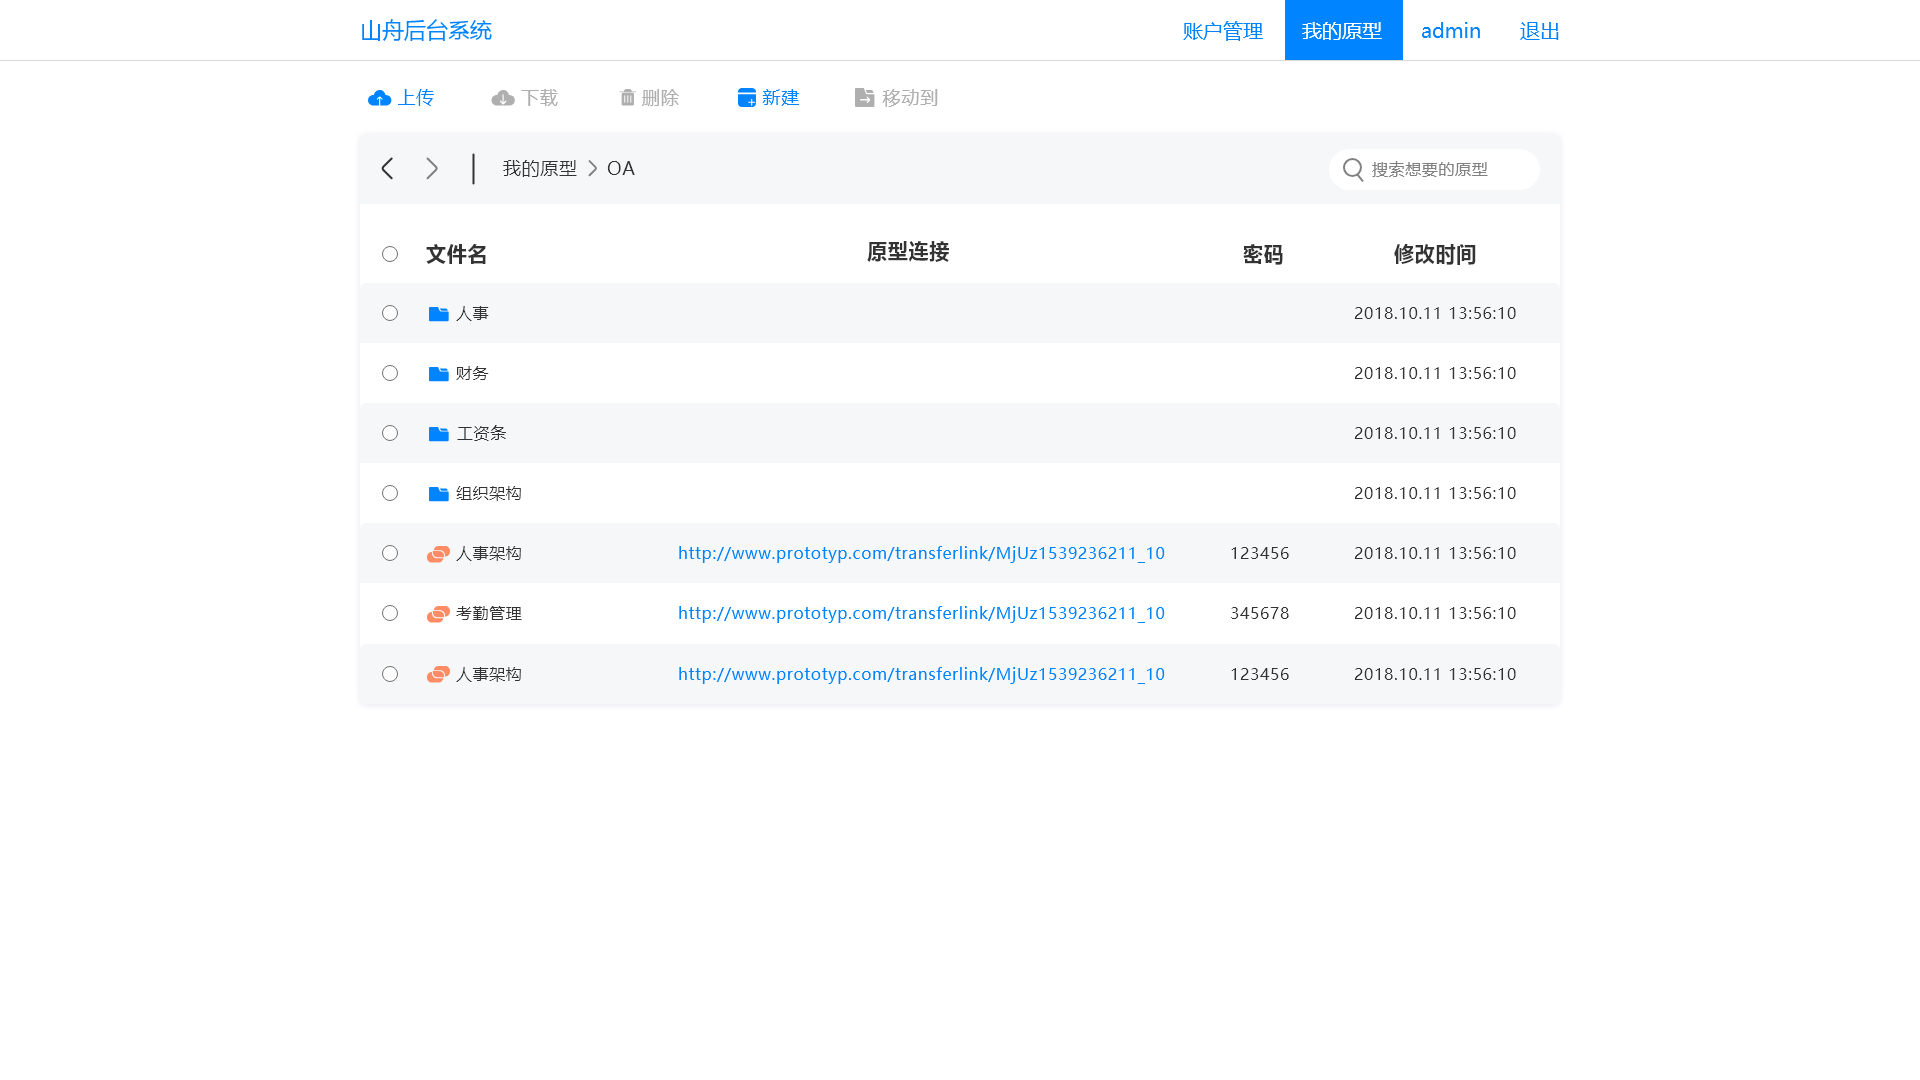 山舟后台系统 账户管理 我的原型 admin 退出
上传 下载 删除 新建 移动到
我的原型 OA 搜索想要的原型
文件名 原型连接 密码 修改时间
人事 2018.10.11 13:56:10
财务 2018.10.11 13:56:10
工资条 2018.10.11 13:56:10
组织架构 2018.10.11 13:56:10
人事架构 http://www.prototyp.com/transferlink/MjUz1539236211_10 123456 2018.10.11 13:56:10
考勤管理 http://www.prototyp.com/transferlink/MjUz1539236211_10 345678 2018.10.11 13:56:10
人事架构 http://www.prototyp.com/transferlink/MjUz1539236211_10 123456 2018.10.11 13:56:10